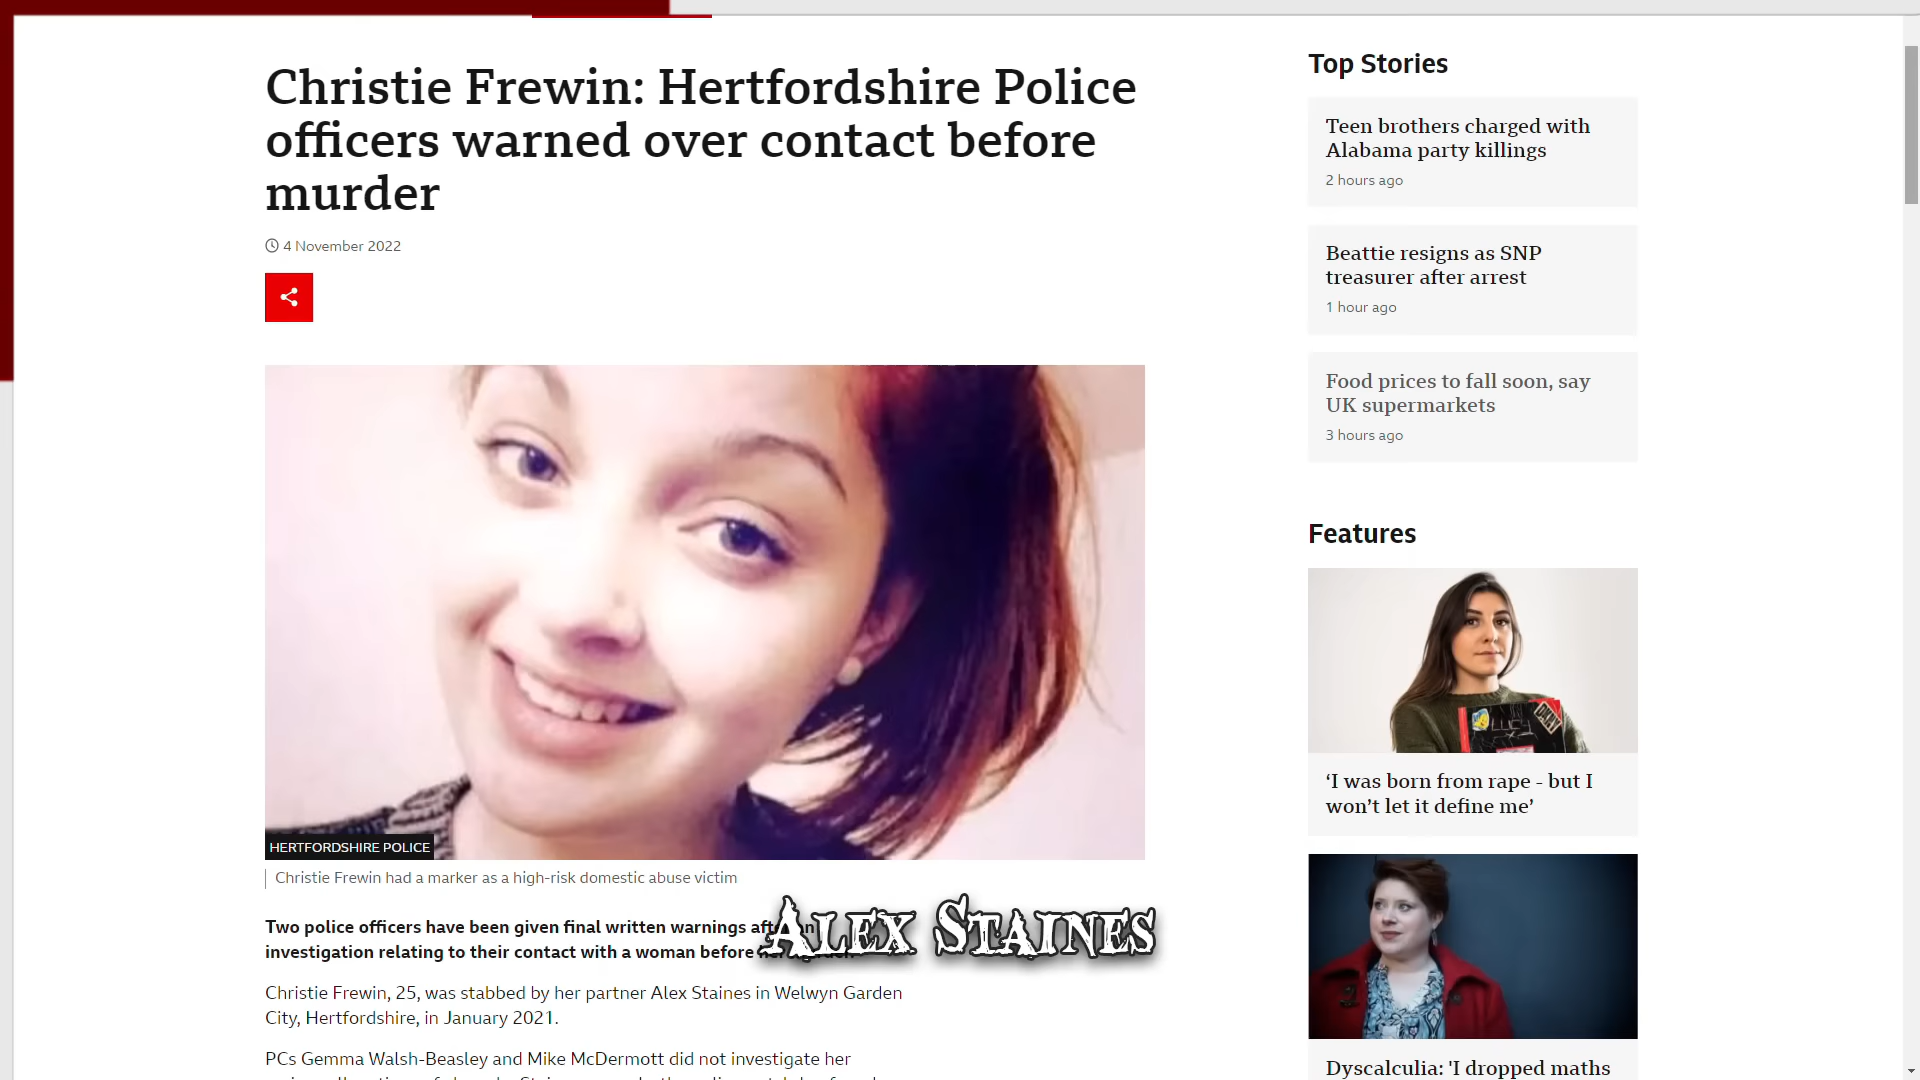 Christie Frewin: Hertfordshire Police
officers warned over contact before
murder
4 November 2022
HERTFORDSHIRE POLICE
Christie Frewin had a marker as a high-risk domestic abuse victim
Two police officers have been given final written warnings
investigation relating to their contact with a woman before
Alex Staines
Christie Frewin, 25, was stabbed by her partner Alex Staines in Welwyn Garden
City, Hertfordshire, in January 2021.
PCs Gemma Walsh-Beasley and Mike McDermott did not investigate her
Top Stories
Teen brothers charged with
Alabama party killings
2 hours ago
Beattie resigns as SNP
treasurer after arrest
1 hour ago
Food prices to fall soon, say
UK supermarkets
3 hours ago
Features
‘I was born from rape - but I
won’t let it define me’
Dyscalculia: 'I dropped maths